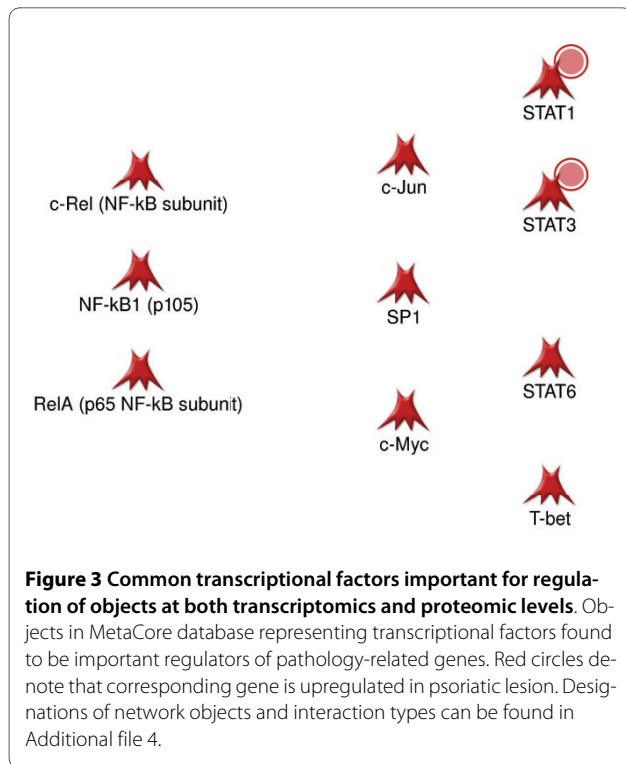 STAT1
c-Jun
c-Rel (NF-kB subunit)
STAT3
NF-kB1 (p105)
SP1
RelA (p65 NF-kB subunit)
STAT6
c-Myc
T-bet
Figure 3 Common transcriptional factors important for regula-
tion of objects at both transcriptomics and proteomic levels. Ob-
jects in MetaCore database representing transcriptional factors found
to be important regulators of pathology-related genes. Red circles de-
note that corresponding gene is upregulated in psoriatic lesion. Desig-
nations of network objects and interaction types can be found in
Additional file 4.